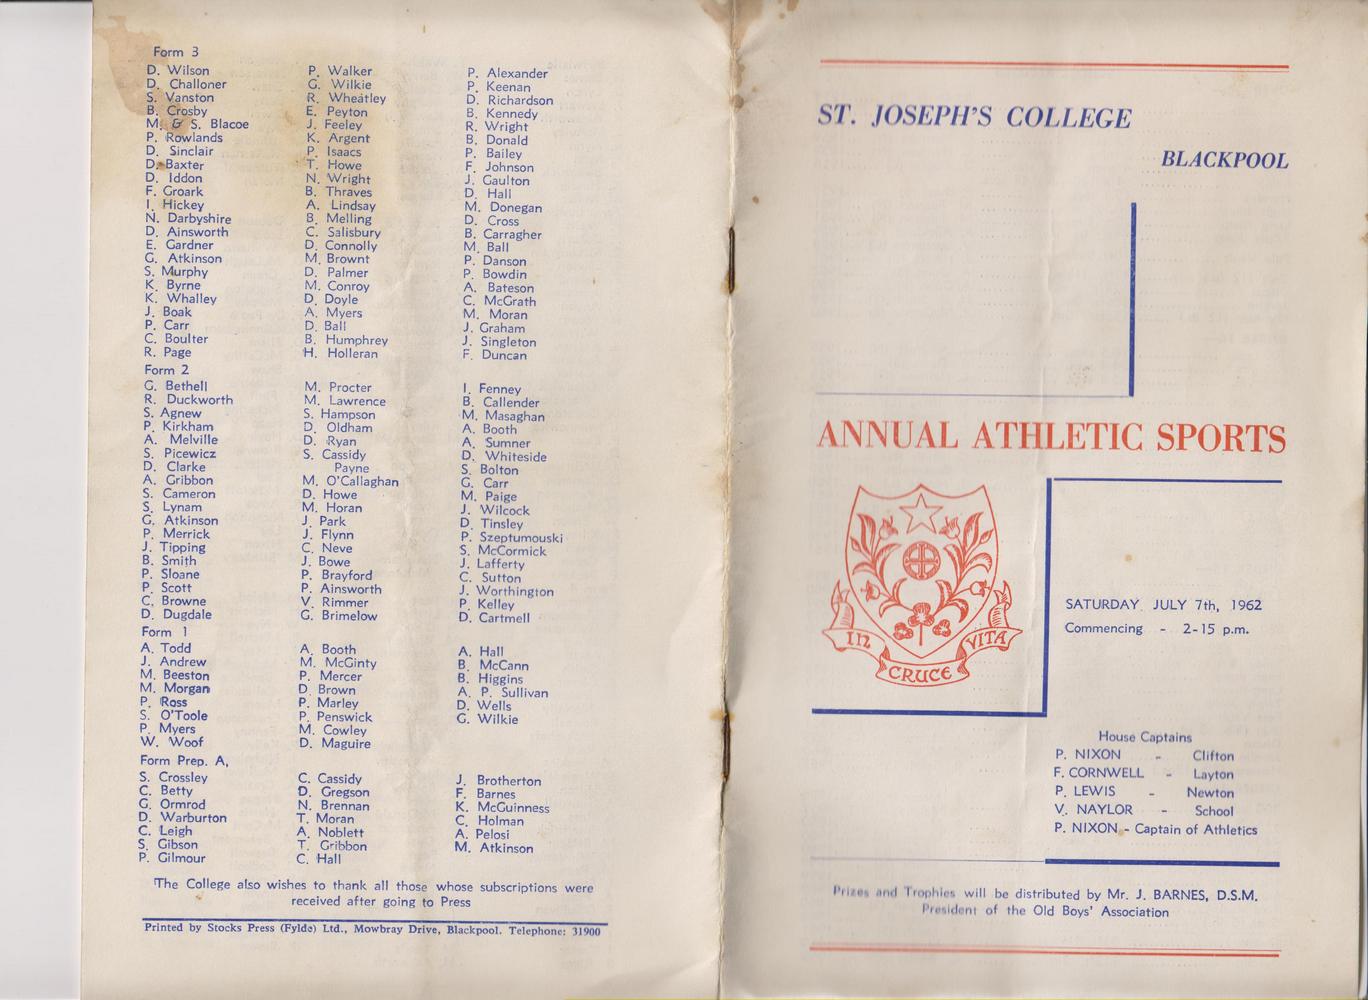 Form 3
D. Wilson P. Walker P. Alexander
D. Challoner G. Wilkie P. Keenan
S. Vanston R. Wheatley D. Richardson
B. Crosby E. Peyton B. Kennedy
M. & S. Blacoe J. Feeley R. Wright
P. Rowlands K. Argent B. Donald
D. Sinclair P. Isaacs P. Bailey
D. Baxter T. Howe F. Johnson
D. Iddon N. Wright J. Gaulton
F. Groark B. Thraves D. Hall
I. Hickey A. Lindsay M. Donegan
N. Darbyshire B. Melling D. Cross
D. Ainsworth C. Salisbury B. Carragher
E. Gardner D. Connolly M. Ball
G. Atkinson M. Brownt P. Danson
S. Murphy D. Palmer P. Bowdin
K. Byrne M. Conroy A. Bateson
K. Whalley D. Doyle C. McGrath
J. Boak A. Myers M. Moran
P. Carr D. Ball J. Graham
C. Boulter B. Humphrey J. Singleton
R. Page H. Holleran F. Duncan
Form 2
G. Bethell M. Procter I. Fenney
R. Duckworth M. Lawrence B. Callender
S. Agnew S. Hampson M. Masaghan
P. Kirkham D. Oldham A. Booth
A. Melville D. Ryan A. Sumner
S. Picewicz S. Cassidy D. Whiteside
D. Clarke Payne S. Bolton
A. Gribbon M. O'Callaghan G. Carr
S. Cameron D. Howe M. Paige
S. Lynam M. Horan J. Wilcock
G. Atkinson J. Park D. Tinsley
P. Merrick J. Flynn P. Szeptumouski
J. Tipping C. Neve S. McCormick
B. Smith J. Bowe J. Lafferty
P. Sloane P. Brayford C. Sutton
P. Scott P. Ainsworth J. Worthington
C. Browne V. Rimmer P. Kelley
D. Dugdale G. Brimelow D. Cartmell
Form 1
A. Todd A. Booth A. Hall
J. Andrew M. McGinty B. McCann
M. Beeston P. Mercer B. Higgins
M. Morgan D. Brown A. P. Sullivan
P. Ross P. Marley D. Wells
S. O'Toole P. Penswick G. Wilkie
P. Myers M. Cowley
W. Woof D. Maguire
Form Prep. A,
S. Crossley C. Cassidy J. Brotherton
C. Betty D. Gregson F. Barnes
G. Ormrod N. Brennan K. McGuinness
D. Warburton T. Moran C. Holman
C. Leigh A. Noblett A. Pelosi
S. Gibson T. Gribbon M. Atkinson
P. Gilmour C. Hall
The College also wishes to thank all those whose subscriptions were
received after going to Press
Printed by Stocks Press (Fylde) Ltd., Mowbray Drive, Blackpool. Telephone: 31900
ST. JOSEPH'S COLLEGE
BLACKPOOL
ANNUAL ATHLETIC SPORTS
IN CRUCE VITA
SATURDAY JULY 7th, 1962
Commencing - 2-15 p.m.
House Captains
P. NIXON - Clifton
F. CORNWELL - Layton
P. LEWIS - Newton
V. NAYLOR - School
P. NIXON - Captain of Athletics
Prizes and Trophies will be distributed by Mr. J. BARNES, D.S.M.
President of the Old Boys' Association